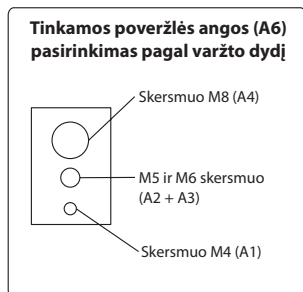 Tinkamos poveržlės angos (A6)
pasirinkimas pagal varžto dydį
Skersmuo M8 (A4)
M5 ir M6 skersmuo
(A2 + A3)
Skersmuo M4 (A1)